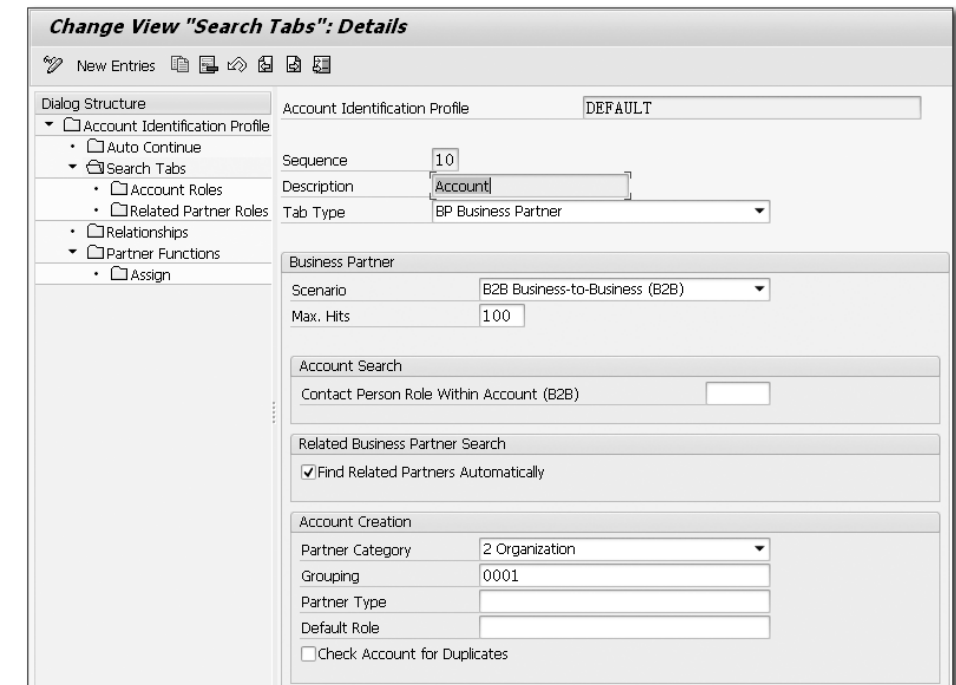 Change View "Search Tabs": Details
New Entries
Dialog Structure
Account Identification Profile
Auto Continue
Search Tabs
Account Roles
Related Partner Roles
Relationships
Partner Functions
Assign
Account Identification Profile DEFAULT
Sequence 10
Description Account
Tab Type BP Business Partner
Business Partner
Scenario B2B Business-to-Business (B2B)
Max. Hits 100
Account Search
Contact Person Role Within Account (B2B)
Related Business Partner Search
Find Related Partners Automatically
Account Creation
Partner Category 2 Organization
Grouping 0001
Partner Type
Default Role
Check Account for Duplicates